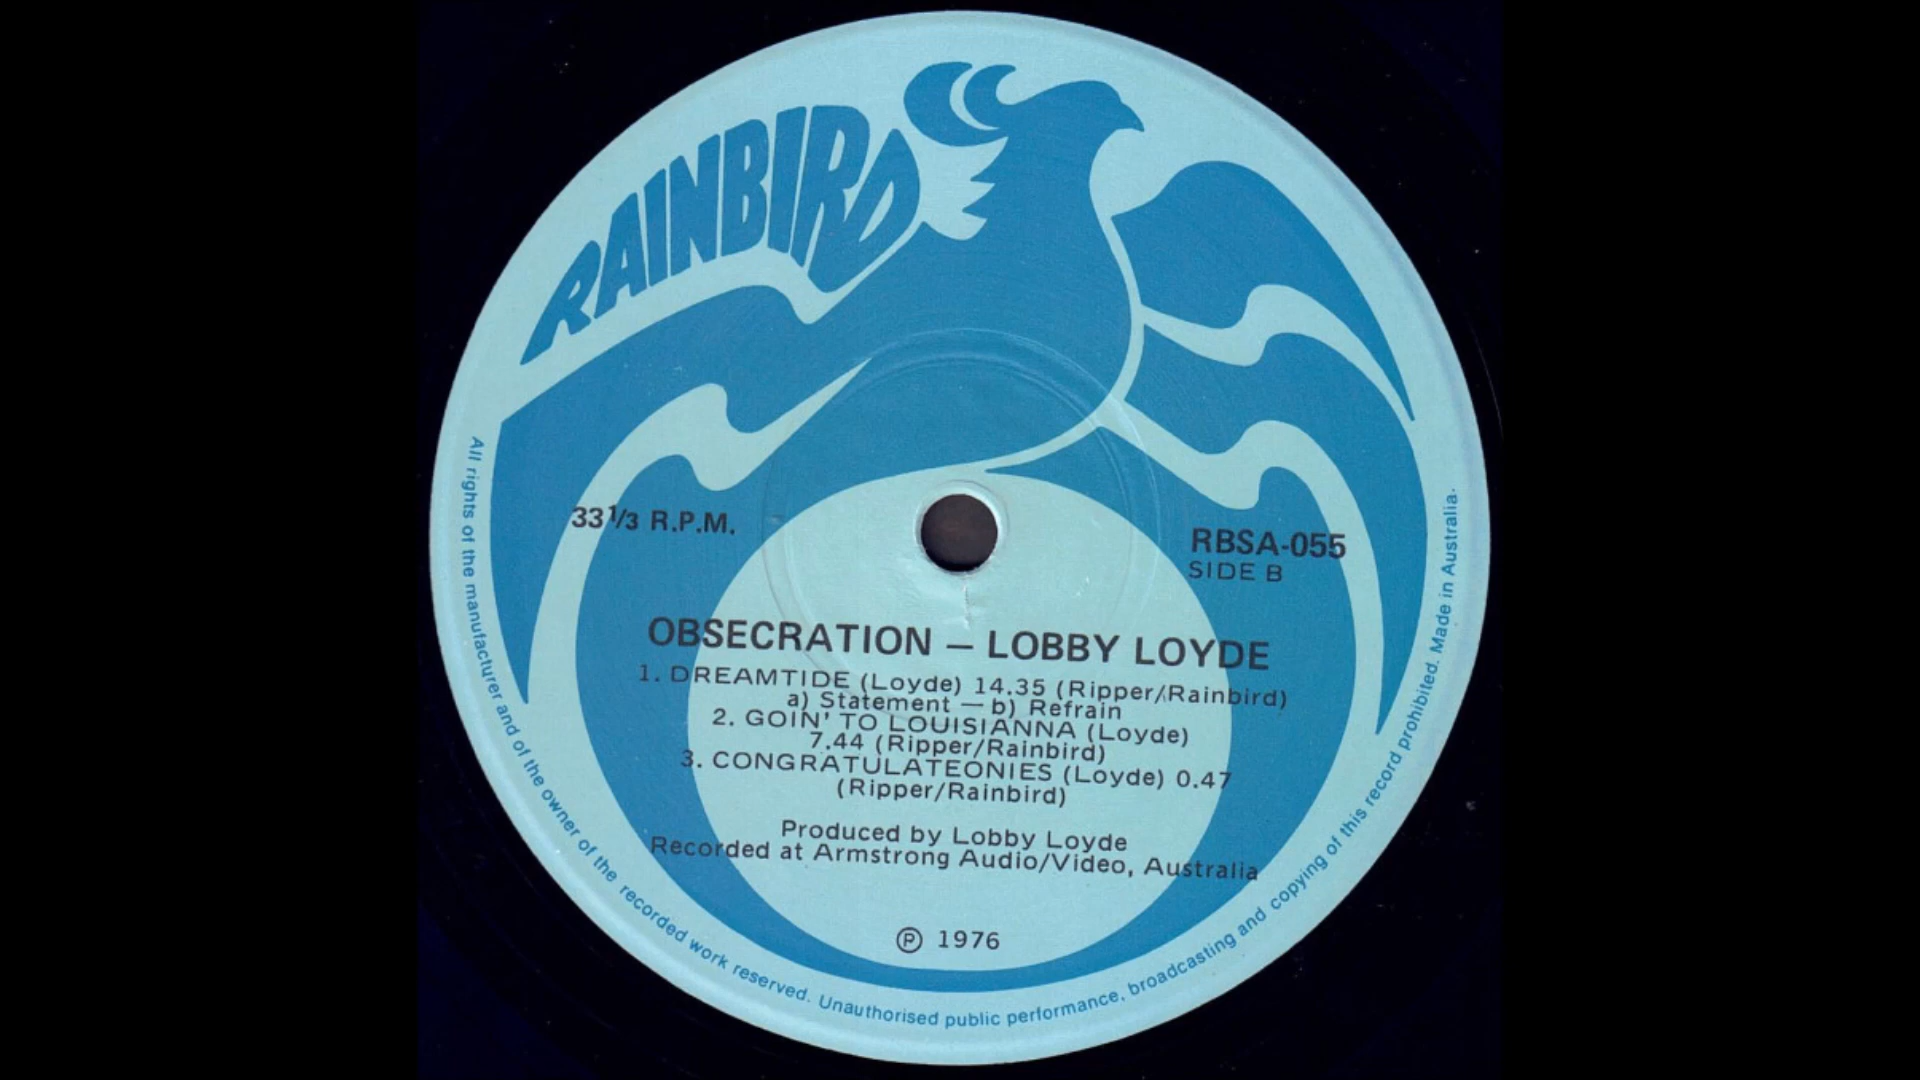 RAINBIRD
33 1/3 R.P.M.
RBSA-055
SIDE B
OBSECRATION — LOBBY LOYDE
1. DREAMTIDE (Loyde) 14.35 (Ripper/Rainbird)
a) Statement — b) Refrain
2. GOIN' TO LOUISIANNA (Loyde)
7.44 (Ripper/Rainbird)
3. CONGRATULATEONIES (Loyde) 0.47
(Ripper/Rainbird)
Produced by Lobby Loyde
Recorded at Armstrong Audio/Video, Australia
Ⓟ 1976
All rights of the manufacturer and of the owner of the recorded work reserved. Unauthorised public performance, broadcasting and copying of this record prohibited. Made in Australia.